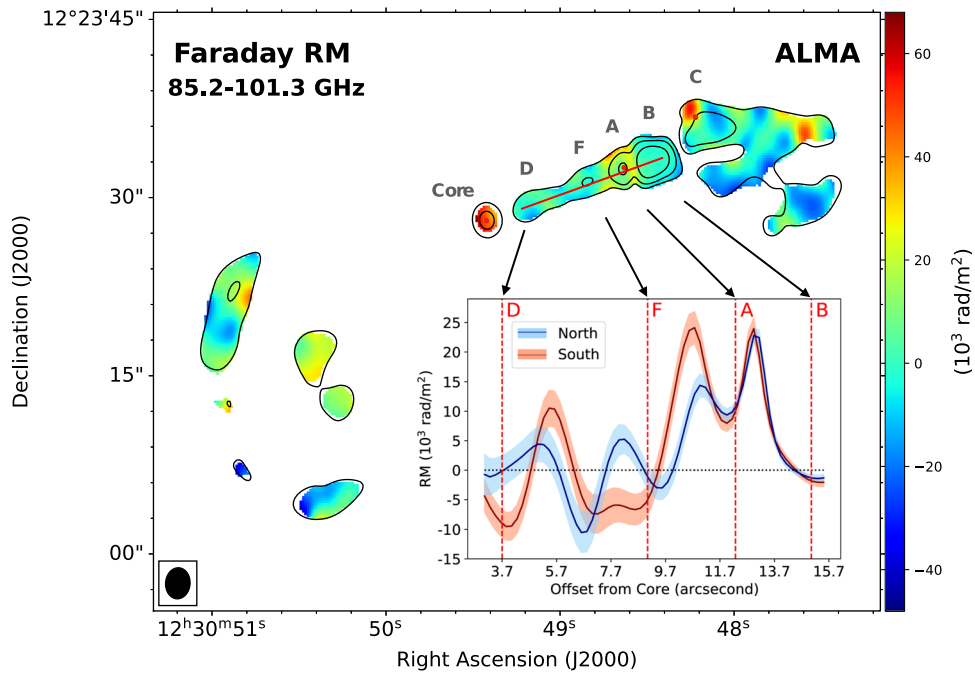 12°23'45"
Faraday RM
85.2-101.3 GHz
ALMA
C
B
A
F
D
Core
30"
15"
00"
Declination (J2000)
D
F
A
B
North
South
25
20
15
10
5
0
-5
-10
-15
RM (10³ rad/m²)
3.7
5.7
7.7
9.7
11.7
13.7
15.7
Offset from Core (arcsecond)
12ʰ30ᵐ51ˢ
50ˢ
49ˢ
48ˢ
Right Ascension (J2000)
60
40
20
0
−20
−40
(10³ rad/m²)